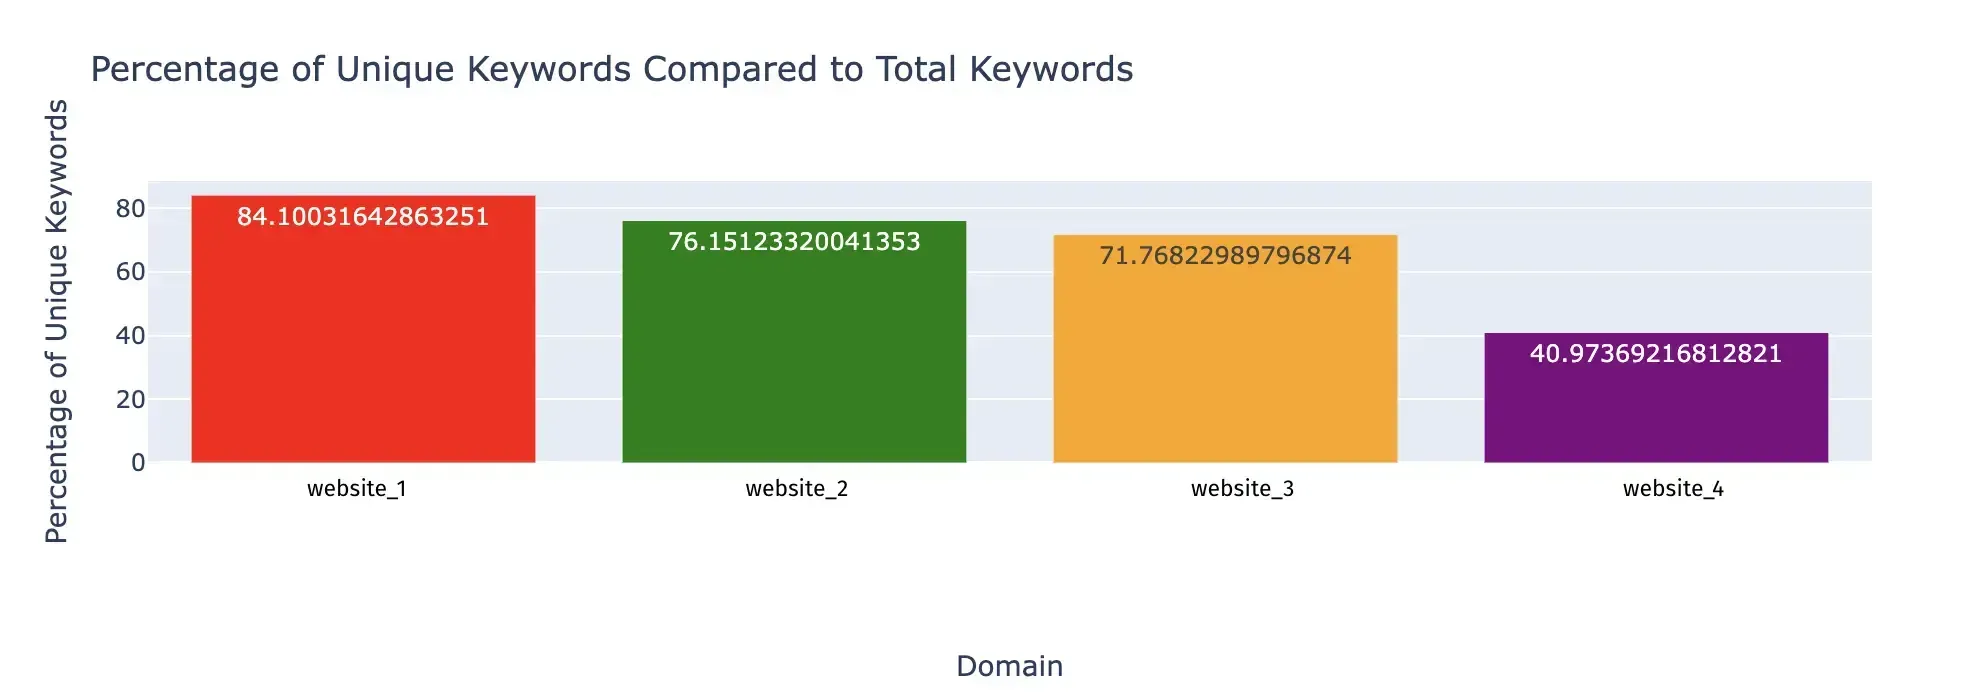 Percentage of Unique Keywords Compared to Total Keywords
Percentage of Unique Keywords
80
60
40
20
0
84.10031642863251
76.15123320041353
71.76822989796874
40.97369216812821
website_1
website_2
website_3
website_4
Domain